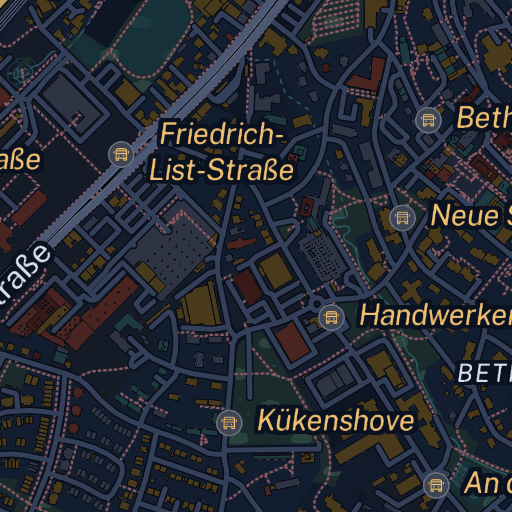 Beth
Friedrich-
List-Straße
aße
Neue S
traße
Handwerker
BETH
Kükenshove
An d